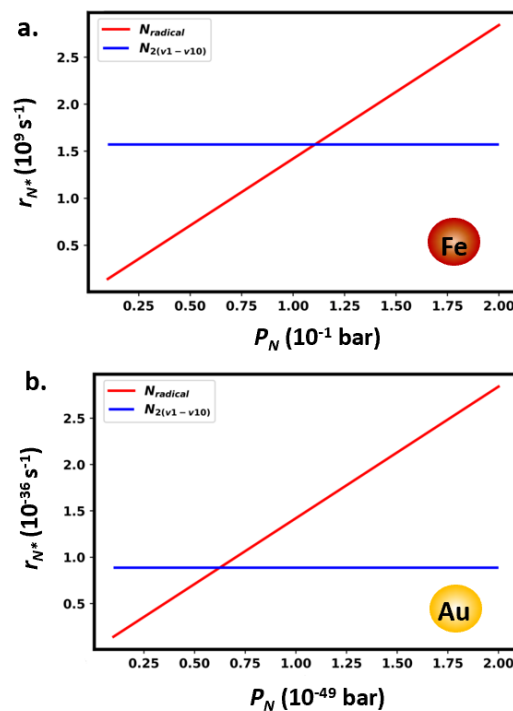 a.
N_radical
N_2(v1−v10)
2.5
2.0
1.5
1.0
0.5
r_N* (10^9 s^-1)
Fe
0.25 0.50 0.75 1.00 1.25 1.50 1.75 2.00
P_N (10^-1 bar)
b.
N_radical
N_2(v1−v10)
2.5
2.0
1.5
1.0
0.5
r_N* (10^-36 s^-1)
Au
0.25 0.50 0.75 1.00 1.25 1.50 1.75 2.00
P_N (10^-49 bar)